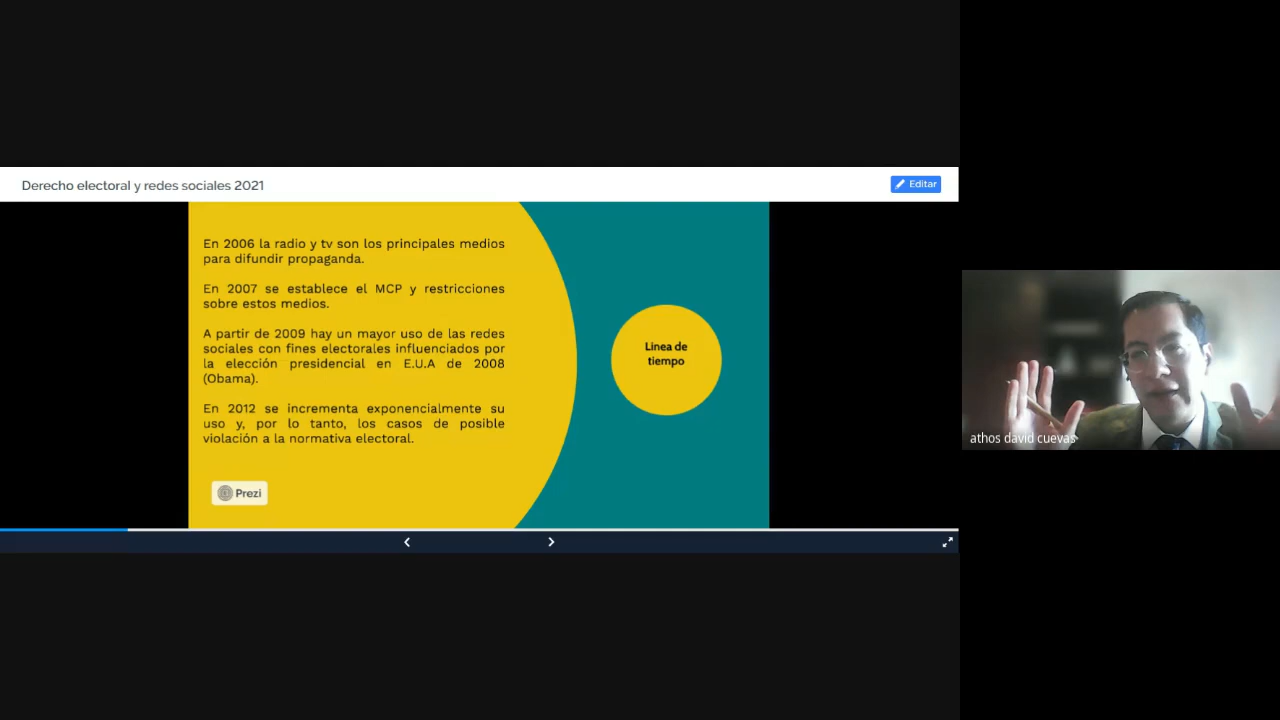 Derecho electoral y redes sociales 2021
Editar
En 2006 la radio y tv son los principales medios
para difundir propaganda.
En 2007 se establece el MCP y restricciones
sobre estos medios.
A partir de 2009 hay un mayor uso de las redes
sociales con fines electorales influenciados por
la elección presidencial en E.U.A de 2008
(Obama).
En 2012 se incrementa exponencialmente su
uso y, por lo tanto, los casos de posible
violación a la normativa electoral.
Linea de
tiempo
Prezi
athos david cuevas